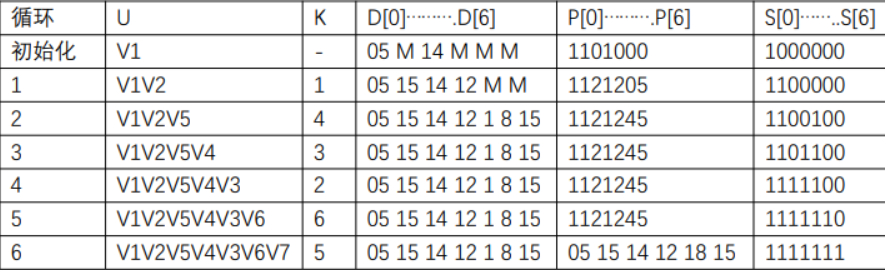 循环 U K D[0]·········.D[6] P[0]·········.P[6] S[0]······..S[6]
初始化 V1 - 05 M 14 M M M 1101000 1000000
1 V1V2 1 05 15 14 12 M M 1121205 1100000
2 V1V2V5 4 05 15 14 12 1 8 15 1121245 1100100
3 V1V2V5V4 3 05 15 14 12 1 8 15 1121245 1101100
4 V1V2V5V4V3 2 05 15 14 12 1 8 15 1121245 1111100
5 V1V2V5V4V3V6 6 05 15 14 12 1 8 15 1121245 1111110
6 V1V2V5V4V3V6V7 5 05 15 14 12 1 8 15 05 15 14 12 18 15 1111111